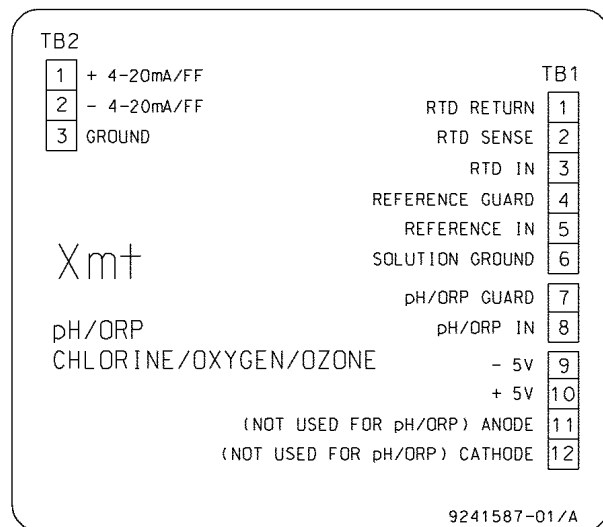 TB2
1 + 4-20mA/FF
2 - 4-20mA/FF
3 GROUND
TB1
RTD RETURN 1
RTD SENSE 2
RTD IN 3
REFERENCE GUARD 4
REFERENCE IN 5
SOLUTION GROUND 6
pH/ORP GUARD 7
pH/ORP IN 8
- 5V 9
+ 5V 10
(NOT USED FOR pH/ORP) ANODE 11
(NOT USED FOR pH/ORP) CATHODE 12
Xmt
pH/ORP
CHLORINE/OXYGEN/OZONE
9241587-01/A